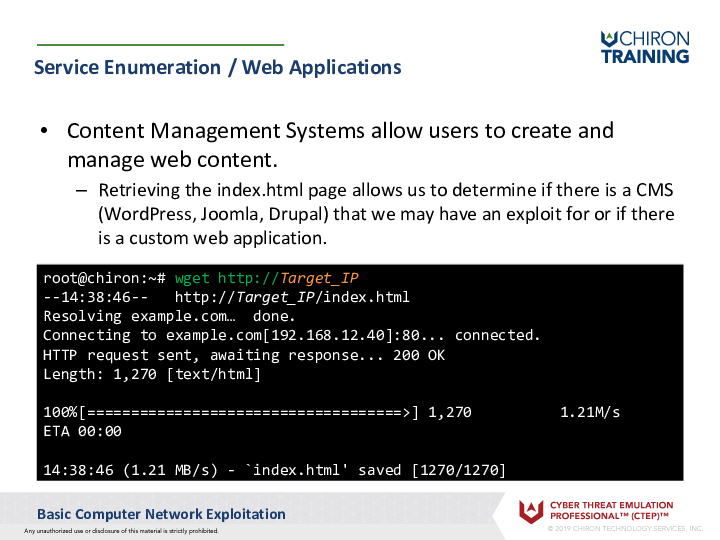 CHIRON
TRAINING
Service Enumeration / Web Applications
• Content Management Systems allow users to create and
manage web content.
– Retrieving the index.html page allows us to determine if there is a CMS
(WordPress, Joomla, Drupal) that we may have an exploit for or if there
is a custom web application.
root@chiron:~# wget http://Target_IP
--14:38:46--   http://Target_IP/index.html
Resolving example.com…  done.
Connecting to example.com[192.168.12.40]:80... connected.
HTTP request sent, awaiting response... 200 OK
Length: 1,270 [text/html]
100%[====================================>] 1,270          1.21M/s
ETA 00:00
14:38:46 (1.21 MB/s) - `index.html' saved [1270/1270]
Basic Computer Network Exploitation
Any unauthorized use or disclosure of this material is strictly prohibited.
CYBER THREAT EMULATION
PROFESSIONAL™ (CTEP)™
© 2019 CHIRON TECHNOLOGY SERVICES, INC.